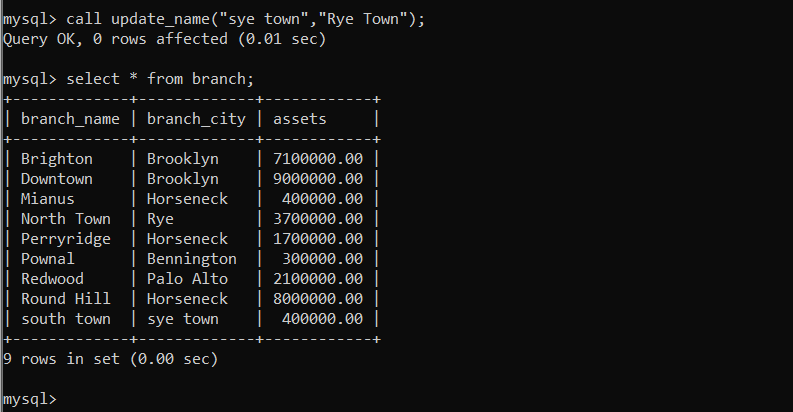 mysql> call update_name("sye town","Rye Town");
Query OK, 0 rows affected (0.01 sec)
mysql> select * from branch;
+-------------+-------------+------------+
| branch_name | branch_city | assets     |
+-------------+-------------+------------+
| Brighton    | Brooklyn    | 7100000.00 |
| Downtown    | Brooklyn    | 9000000.00 |
| Mianus      | Horseneck   |  400000.00 |
| North Town  | Rye         | 3700000.00 |
| Perryridge  | Horseneck   | 1700000.00 |
| Pownal      | Bennington  |  300000.00 |
| Redwood     | Palo Alto   | 2100000.00 |
| Round Hill  | Horseneck   | 8000000.00 |
| south town  | sye town    |  400000.00 |
+-------------+-------------+------------+
9 rows in set (0.00 sec)
mysql>